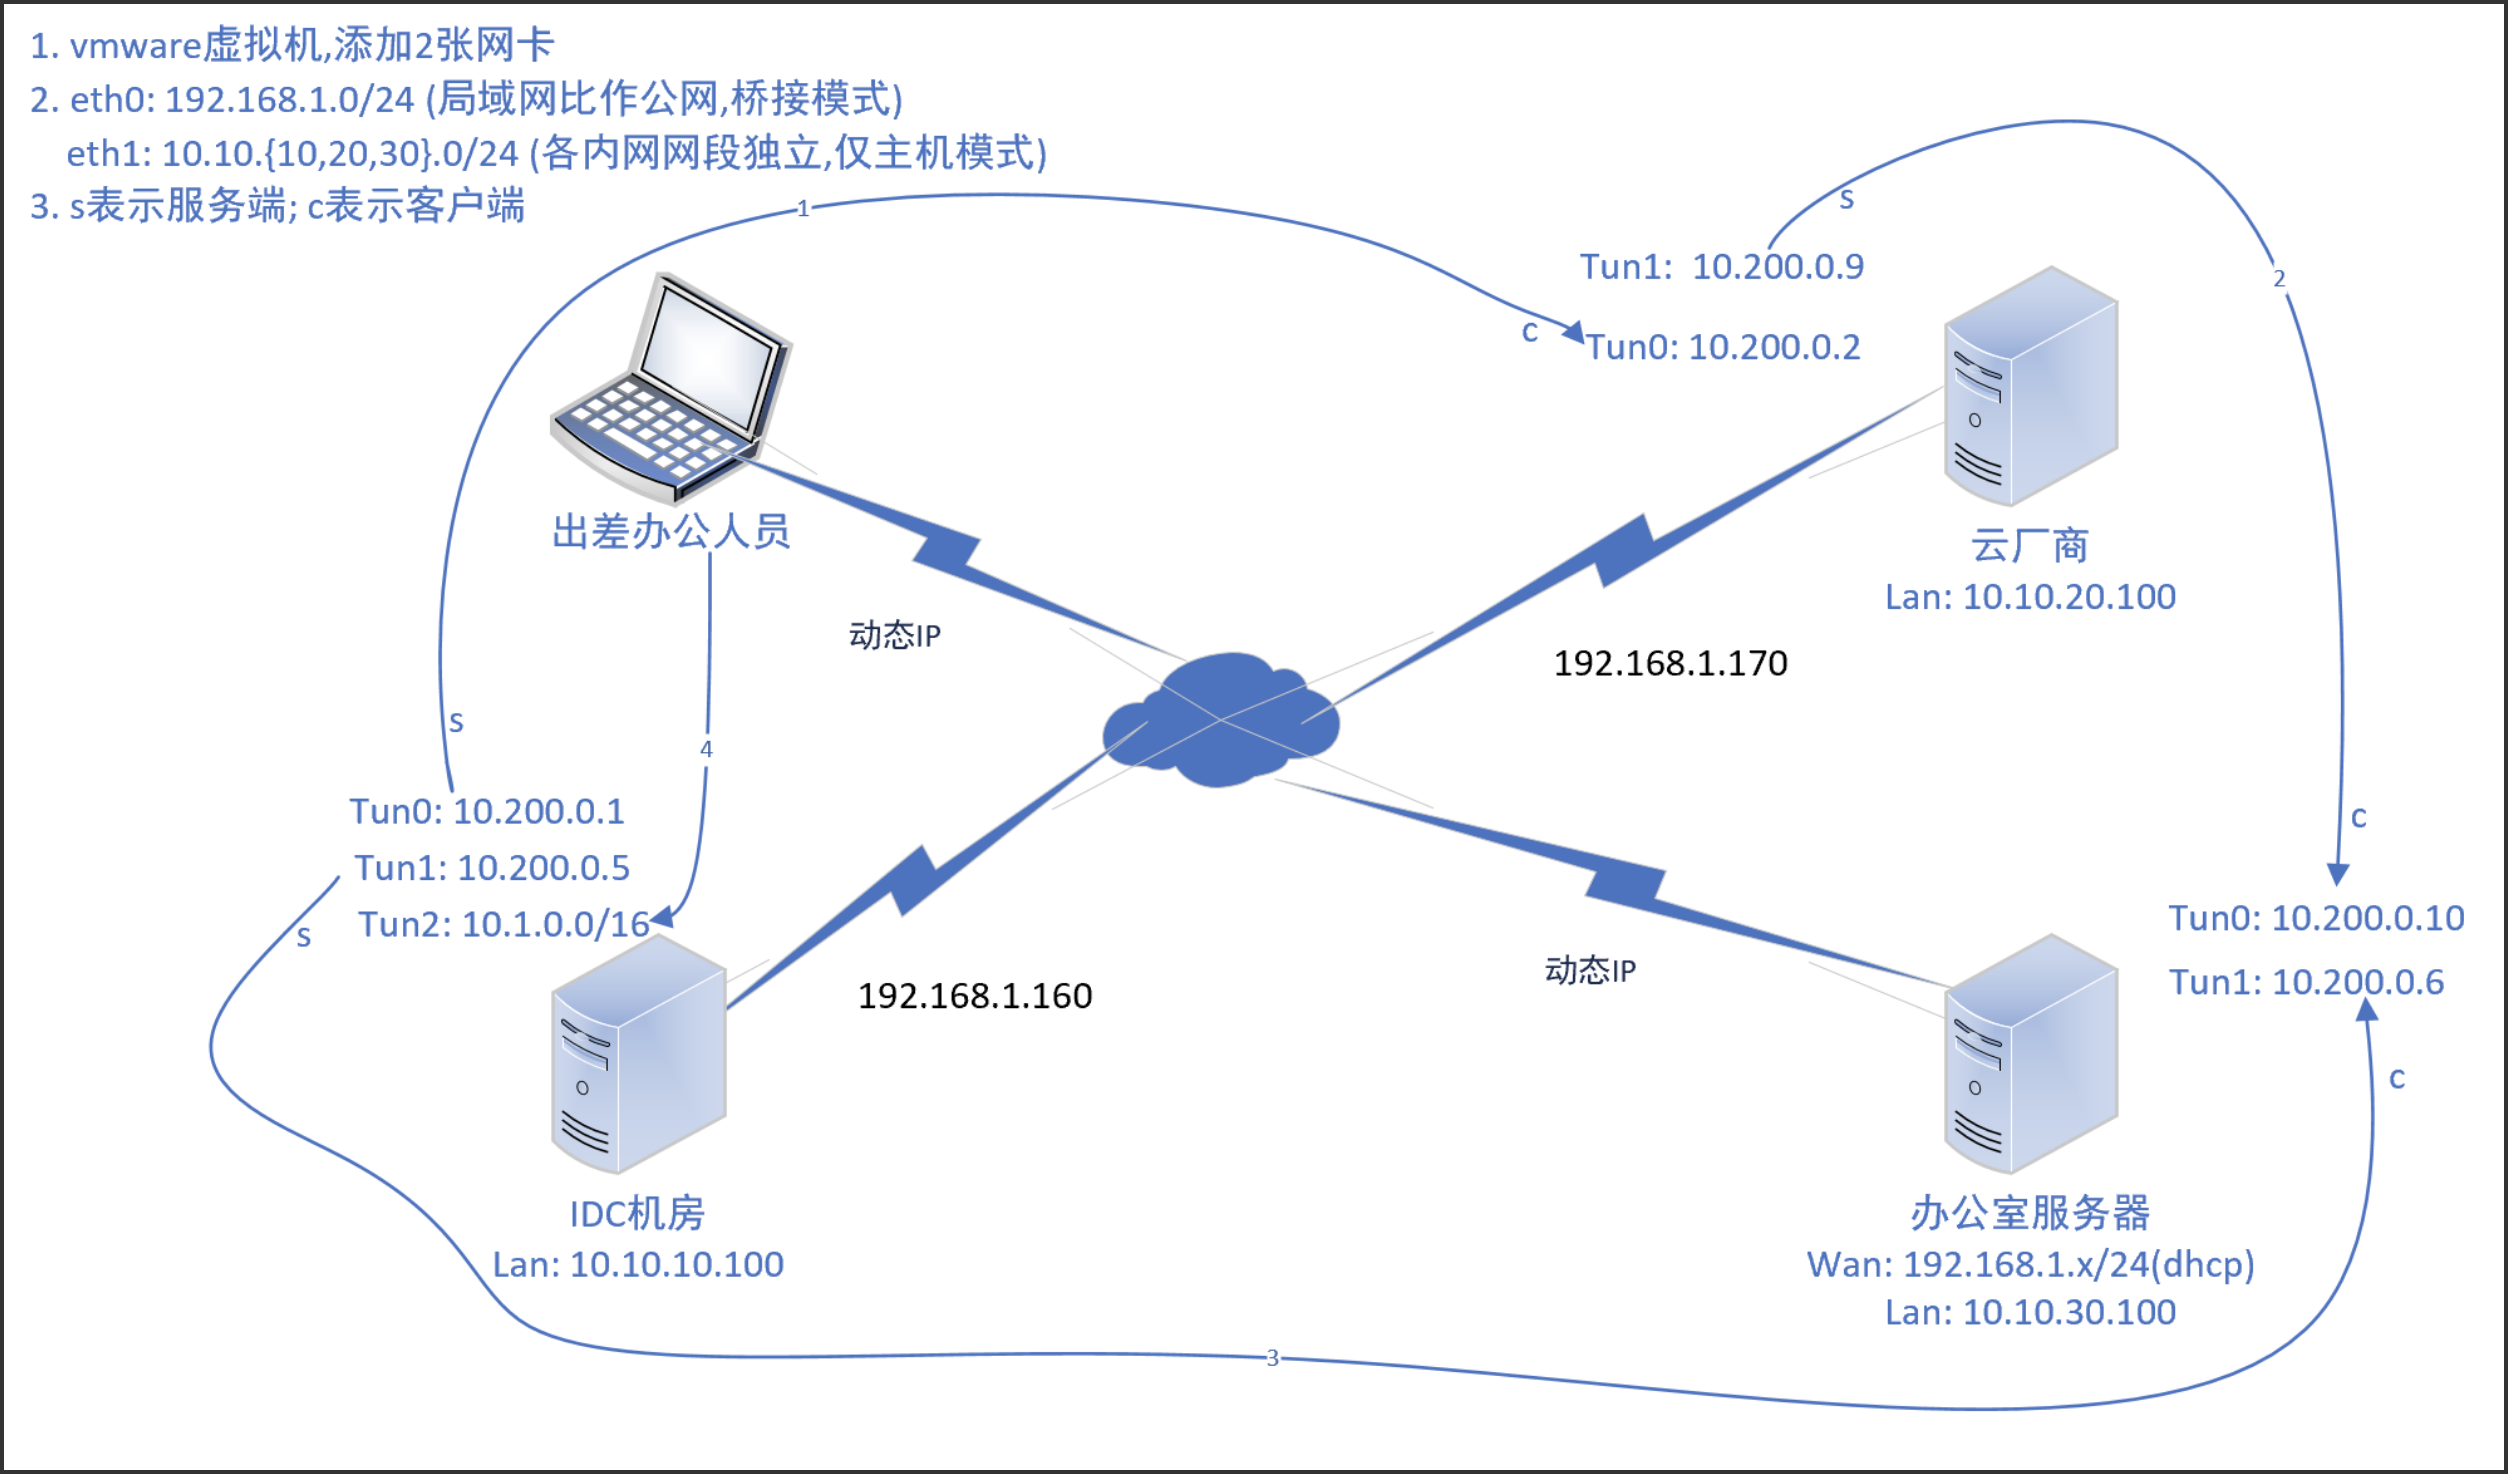 1. vmware虚拟机,添加2张网卡
2. eth0: 192.168.1.0/24 (局域网比作公网,桥接模式)
eth1: 10.10.{10,20,30}.0/24 (各内网网段独立,仅主机模式)
3. s表示服务端; c表示客户端
1
s
2
Tun1: 10.200.0.9
c
Tun0: 10.200.0.2
出差办公人员
云厂商
Lan: 10.10.20.100
动态IP
192.168.1.170
s
4
Tun0: 10.200.0.1
Tun1: 10.200.0.5
Tun2: 10.1.0.0/16
s
c
Tun0: 10.200.0.10
Tun1: 10.200.0.6
动态IP
192.168.1.160
c
IDC机房
Lan: 10.10.10.100
办公室服务器
Wan: 192.168.1.x/24(dhcp)
Lan: 10.10.30.100
3